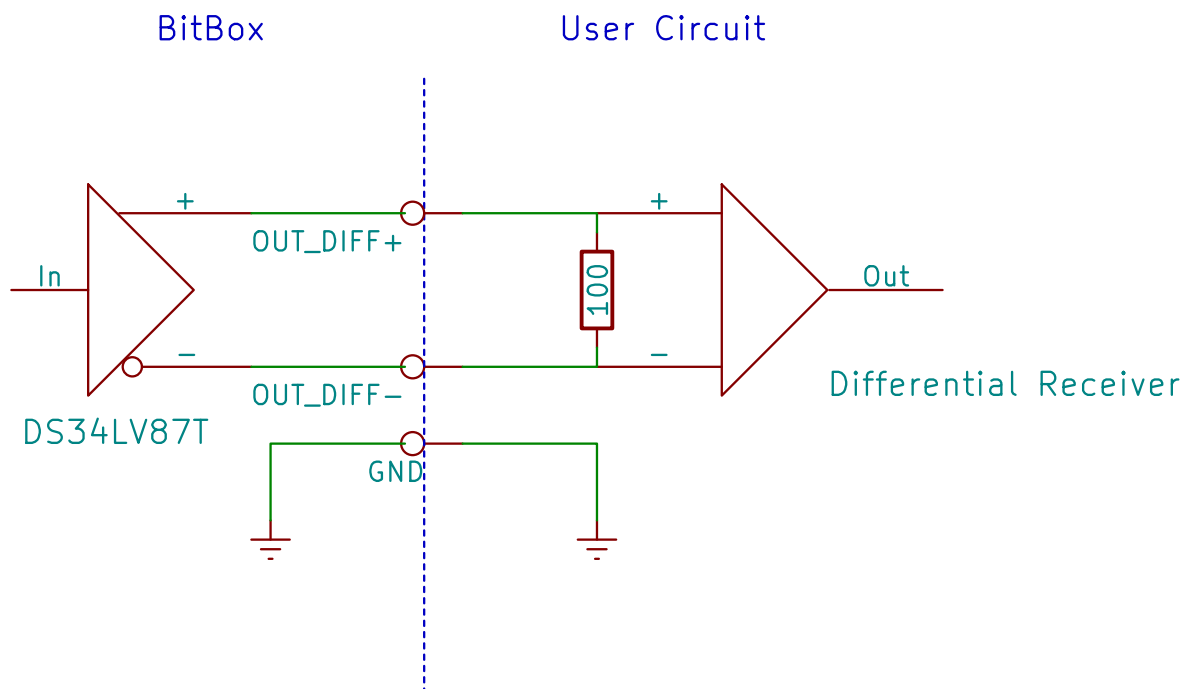 BitBox
User Circuit
+
+
OUT_DIFF+
In
100
Out
-
-
OUT_DIFF-
Differential Receiver
DS34LV87T
GND